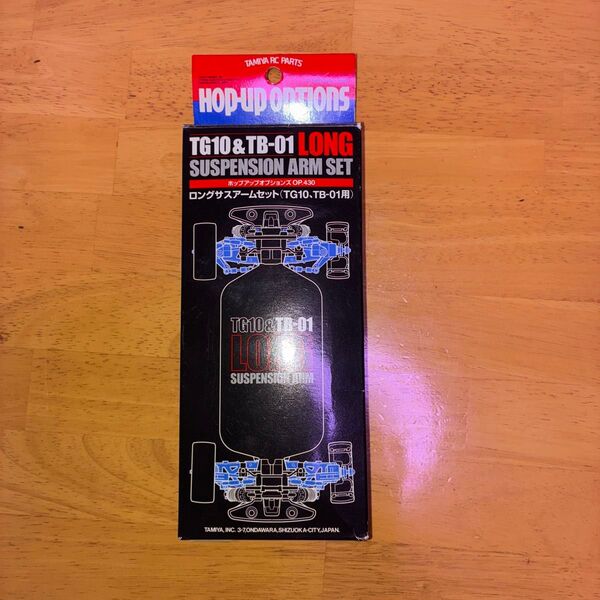 TAMIYA RC PARTS
HOP-UP OPTIONS
TG10 & TB-01 LONG
SUSPENSION ARM SET
ホップアップオプションズ OP.430
ロングサスアームセット(TG10、TB-01用)
TG10 & TB-01
LONG
SUSPENSION ARM
TAMIYA, INC. 3-7,ONDAWARA,SHIZUOKA-CITY,JAPAN.